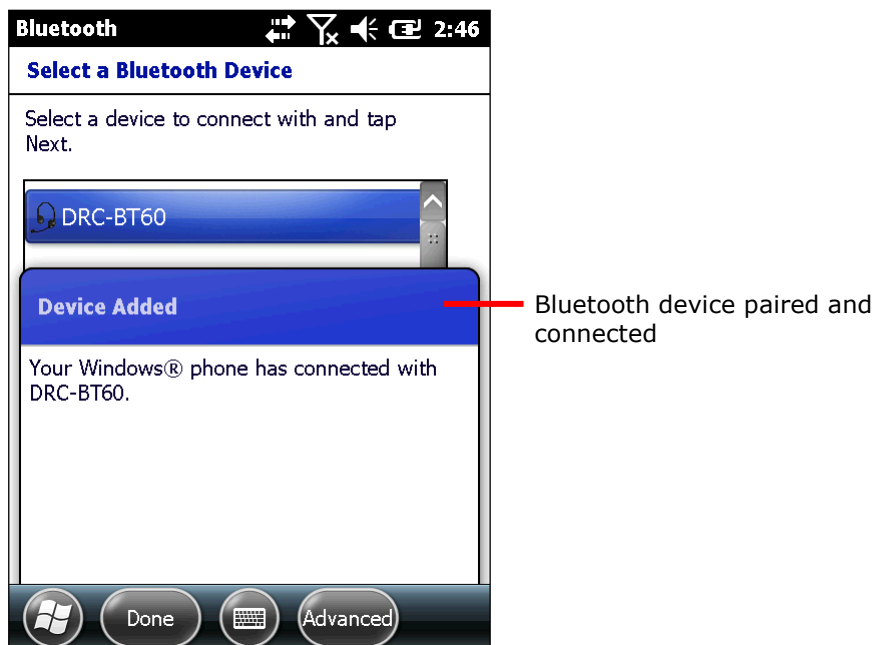 Bluetooth 2:46
Select a Bluetooth Device
Select a device to connect with and tap
Next.
DRC-BT60
Device Added
Your Windows® phone has connected with
DRC-BT60.
Done Advanced
Bluetooth device paired and
connected